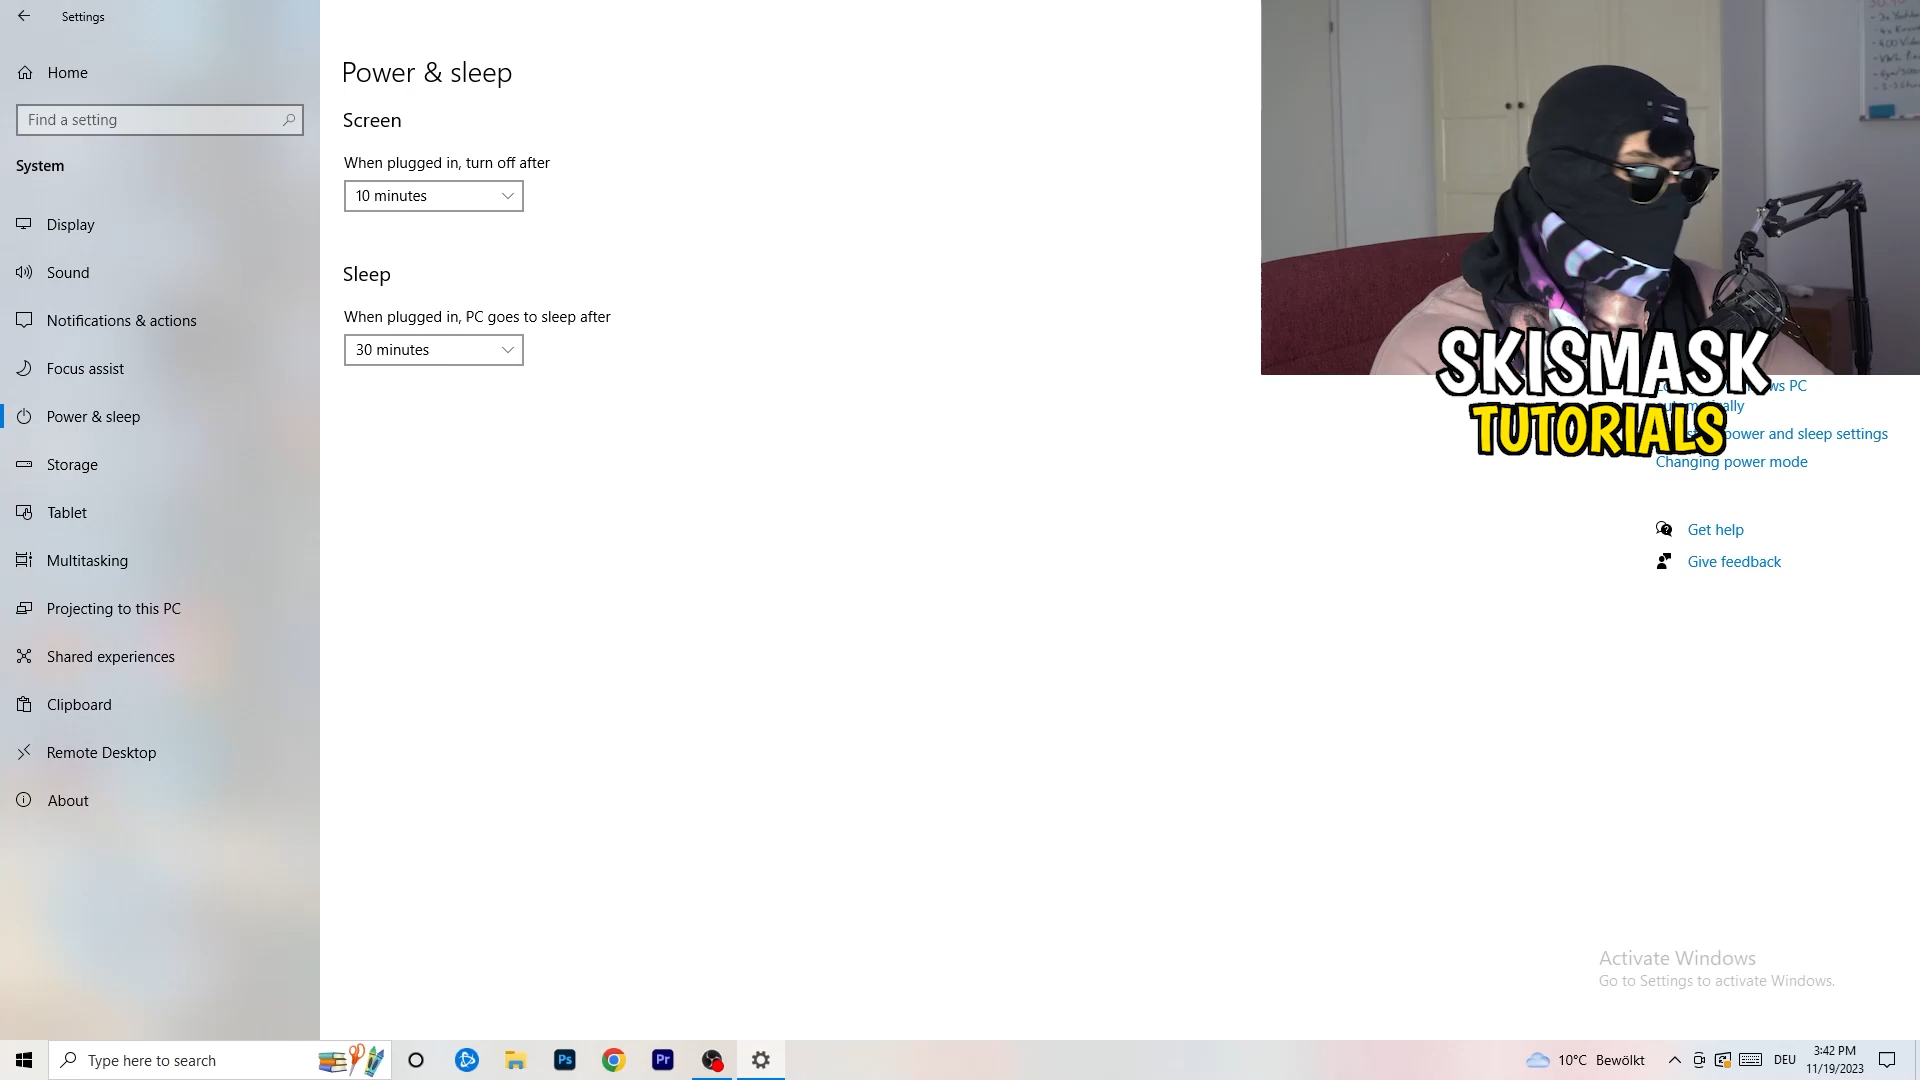 Settings
Home
Find a setting
System
Display
Sound
Notifications & actions
Focus assist
Power & sleep
Storage
Tablet
Multitasking
Projecting to this PC
Shared experiences
Clipboard
Remote Desktop
About
Power & sleep
Screen
When plugged in, turn off after
10 minutes
Sleep
When plugged in, PC goes to sleep after
30 minutes
SKISMASK
TUTORIALS
PC
power and sleep settings
Changing power mode
Get help
Give feedback
Activate Windows
Go to Settings to activate Windows.
Type here to search
Ps
Pr
10°C Bewölkt
DEU
3:42 PM
11/19/2023